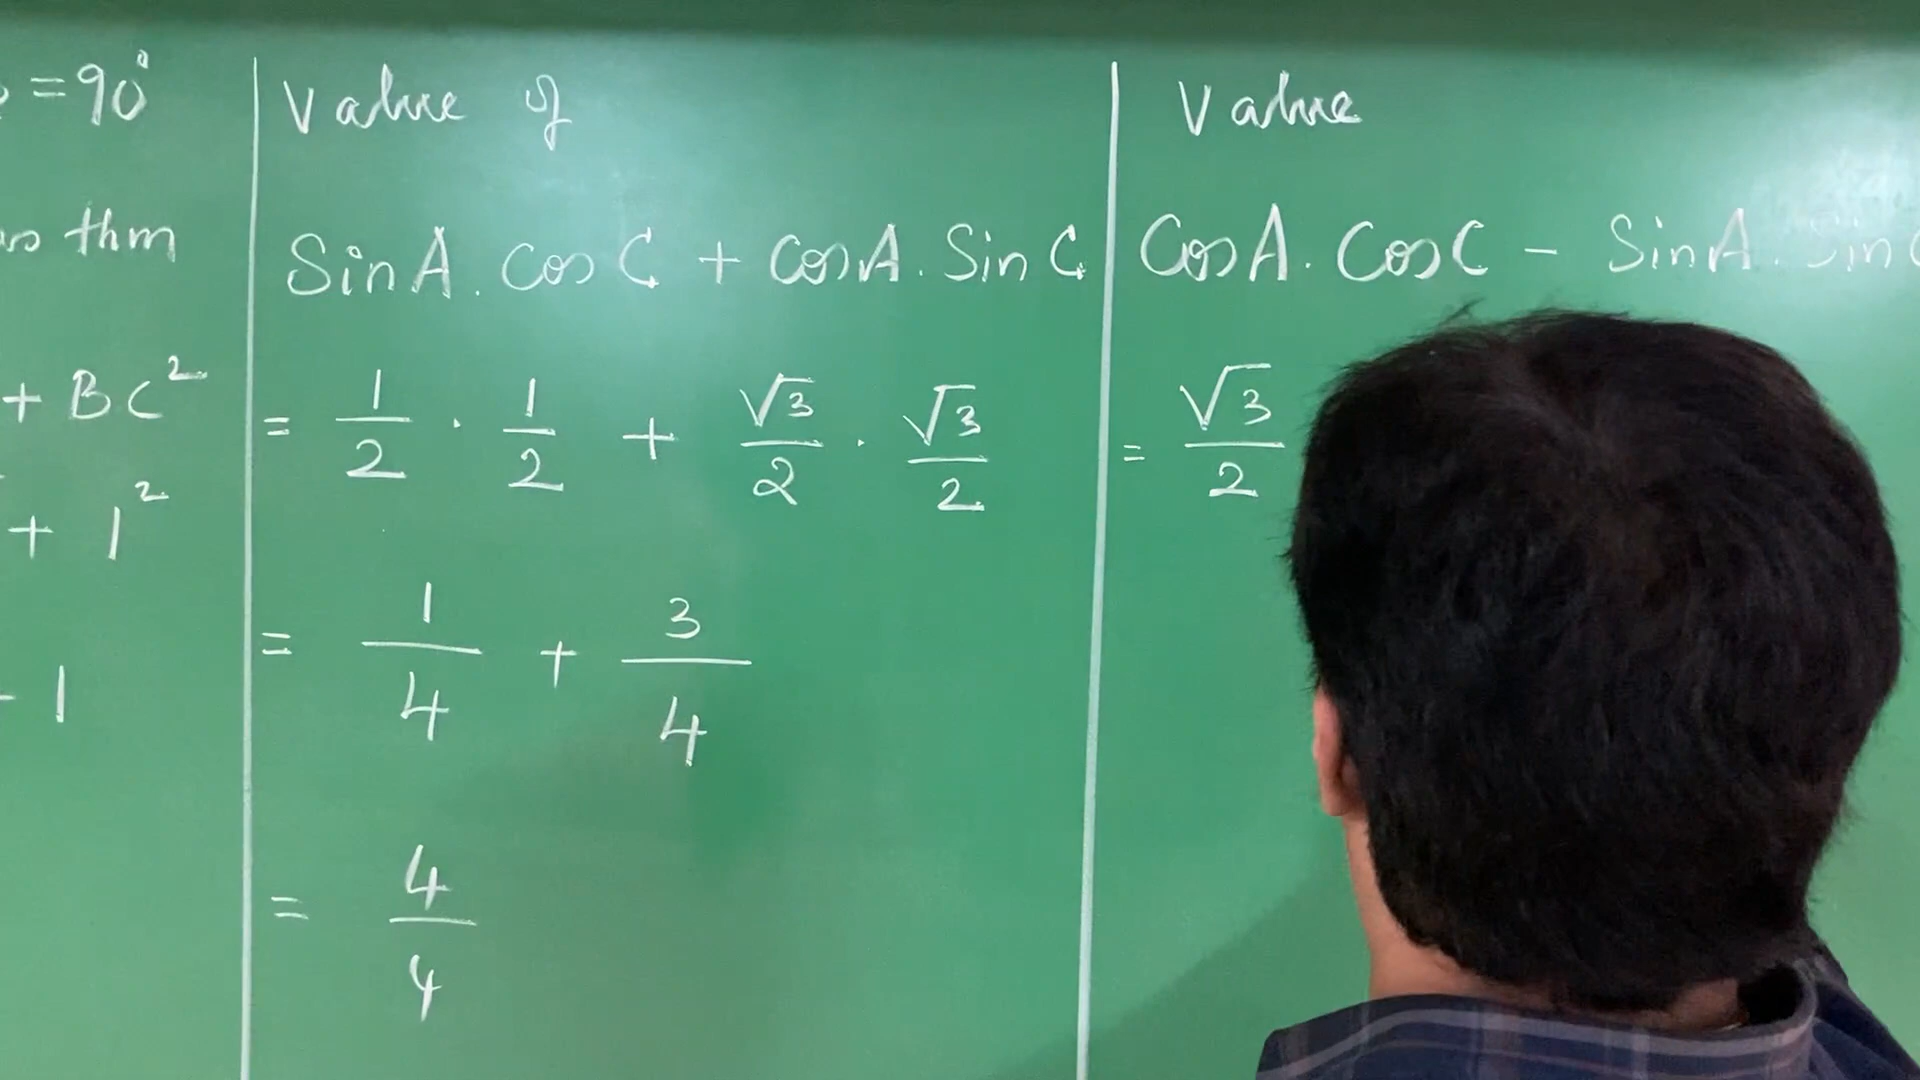 = 90°
thm
+ BC²
+ 1²
1
Value of
Sin A . Cos C + Cos A . Sin C
= 1/2 . 1/2 + √3/2 . √3/2
= 1/4 + 3/4
= 4/4
Value
Cos A . Cos C - Sin A . Sin C
= √3/2